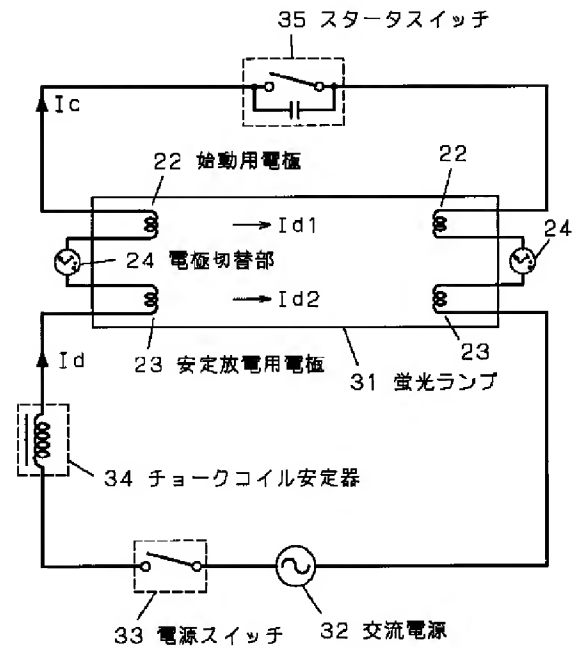 35 スタータスイッチ
Ic
22 始動用電極
22
Id1
24
24 電極切替部
Id2
23 安定放電用電極
23
31 蛍光ランプ
Id
34 チョークコイル安定器
33 電源スイッチ
32 交流電源